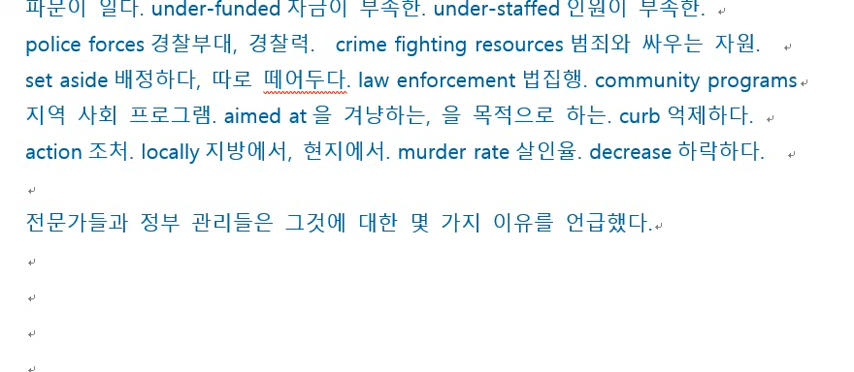 파문이 일다. under-funded 자금이 부족한. under-staffed 인원이 부족한.
police forces 경찰부대, 경찰력. crime fighting resources 범죄와 싸우는 자원.
set aside 배정하다, 따로 떼어두다. law enforcement 법집행. community programs
지역 사회 프로그램. aimed at 을 겨냥하는, 을 목적으로 하는. curb 억제하다.
action 조처. locally 지방에서, 현지에서. murder rate 살인율. decrease 하락하다.
전문가들과 정부 관리들은 그것에 대한 몇 가지 이유를 언급했다.